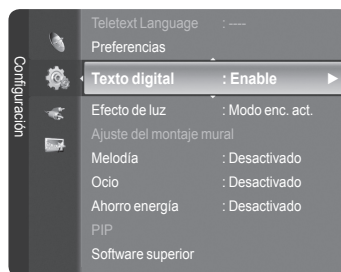 Configuración
Teletext Language : ----
Preferencias
Texto digital : Enable
Efecto de luz : Modo enc. act.
Ajuste del montaje mural
Melodía : Desactivado
Ocio : Desactivado
Ahorro energía : Desactivado
PIP
Software superior